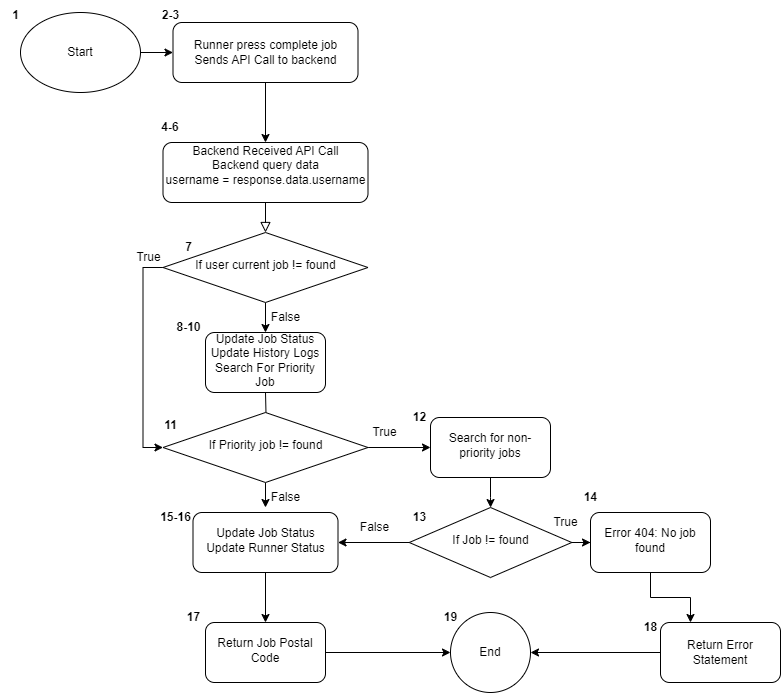 1
2-3
Start
Runner press complete job
Sends API Call to backend
4-6
Backend Received API Call
Backend query data
username = response.data.username
7
True
If user current job != found
False
8-10
Update Job Status
Update History Logs
Search For Priority
Job
11
If Priority job != found
True
12
Search for non-
priority jobs
False
15-16
Update Job Status
Update Runner Status
False
13
If Job != found
True
14
Error 404: No job
found
17
Return Job Postal
Code
19
End
18
Return Error
Statement